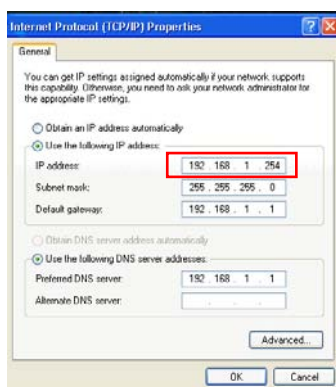 Internet Protocol (TCP/IP) Properties
General
You can get IP settings assigned automatically if your network supports
this capability. Otherwise, you need to ask your network administrator for
the appropriate IP settings.
Obtain an IP address automatically
Use the following IP address:
IP address: 192 . 168 . 1 . 254
Subnet mask: 255 . 255 . 255 . 0
Default gateway: 192 . 168 . 1 . 1
Obtain DNS server address automatically
Use the following DNS server addresses:
Preferred DNS server: 192 . 168 . 1 . 1
Alternate DNS server: . . .
Advanced...
OK Cancel